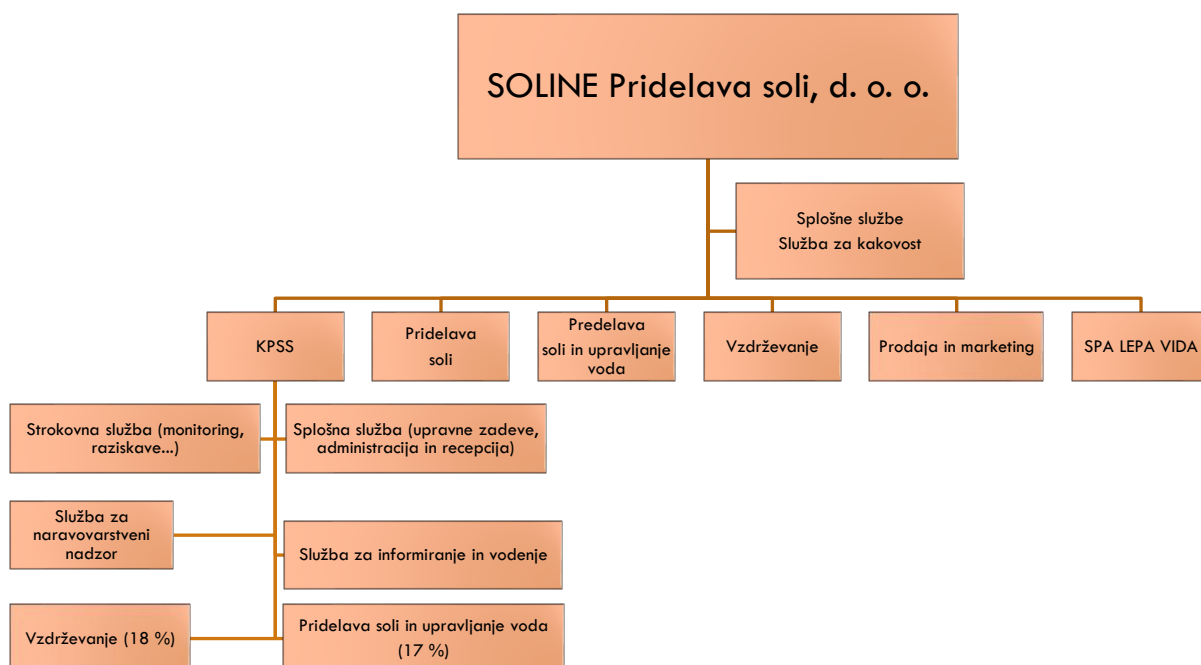 SOLINE Pridelava soli, d. o. o.
Splošne službe
Služba za kakovost
KPSS
Pridelava
soli
Predelava
soli in upravljanje
voda
Vzdrževanje
Prodaja in marketing
SPA LEPA VIDA
Strokovna služba (monitoring,
raziskave...)
Splošna služba (upravne zadeve,
administracija in recepcija)
Služba za
naravovarstveni
nadzor
Služba za informiranje in vodenje
Vzdrževanje (18 %)
Pridelava soli in upravljanje voda
(17 %)